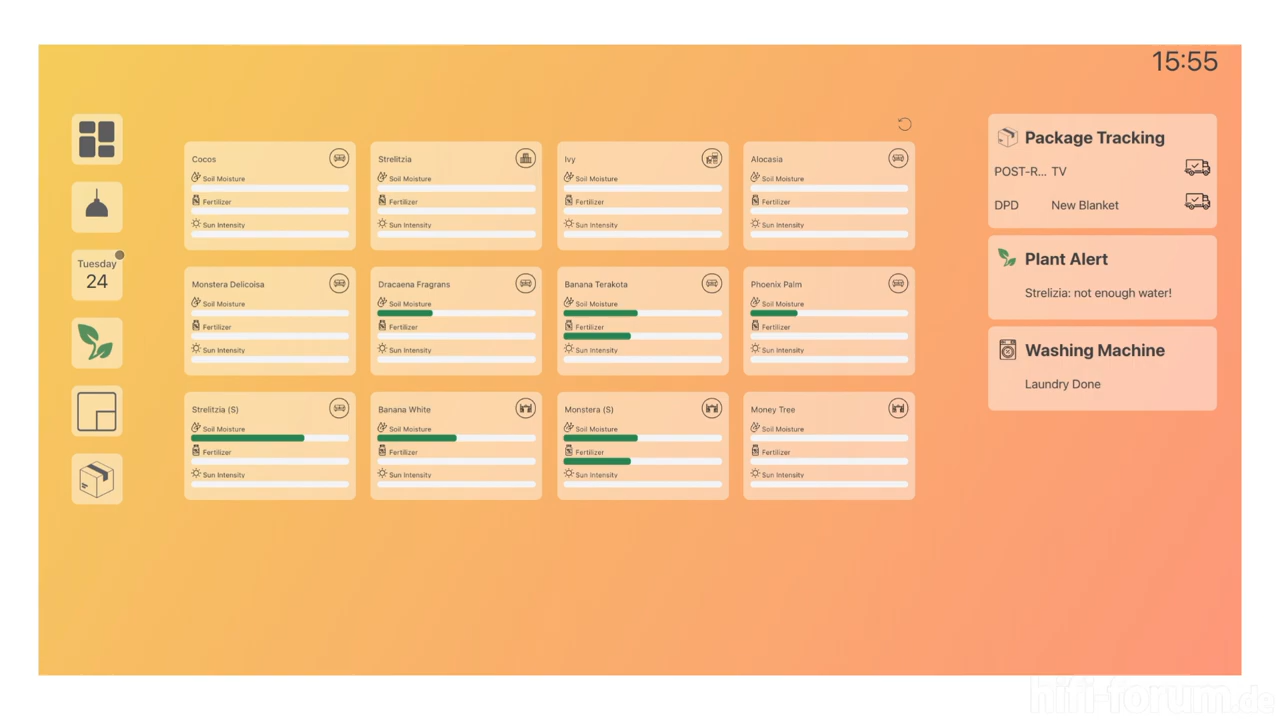 15:55
Tuesday
24
Cocos
Soil Moisture
Fertilizer
Sun Intensity
Strelitzia
Soil Moisture
Fertilizer
Sun Intensity
Ivy
Soil Moisture
Fertilizer
Sun Intensity
Alocasia
Soil Moisture
Fertilizer
Sun Intensity
Monstera Delicoisa
Soil Moisture
Fertilizer
Sun Intensity
Dracaena Fragrans
Soil Moisture
Fertilizer
Sun Intensity
Banana Terakota
Soil Moisture
Fertilizer
Sun Intensity
Phoenix Palm
Soil Moisture
Fertilizer
Sun Intensity
Strelitzia (S)
Soil Moisture
Fertilizer
Sun Intensity
Banana White
Soil Moisture
Fertilizer
Sun Intensity
Monstera (S)
Soil Moisture
Fertilizer
Sun Intensity
Money Tree
Soil Moisture
Fertilizer
Sun Intensity
Package Tracking
POST-R... TV
DPD New Blanket
Plant Alert
Strelizia: not enough water!
Washing Machine
Laundry Done
hifi-forum.de